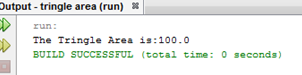 Output - tringle area (run)
run:
The Tringle Area is:100.0
BUILD SUCCESSFUL (total time: 0 seconds)